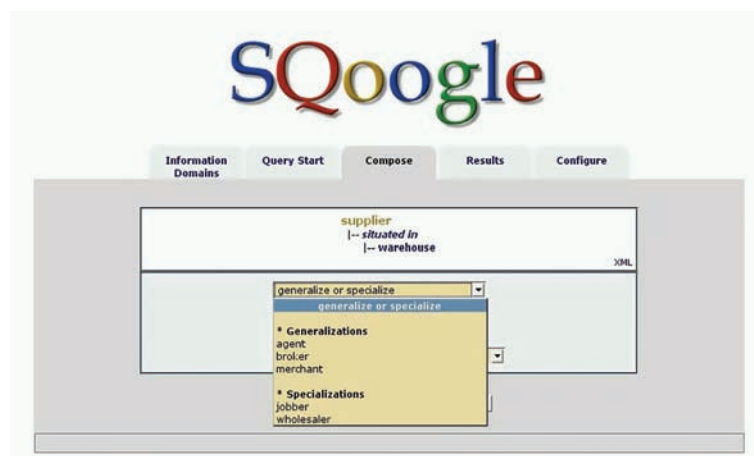 SQoogle
Information Domains
Query Start
Compose
Results
Configure
supplier
|-- situated in
|-- warehouse
XML
generalize or specialize
generalize or specialize
* Generalizations
agent
broker
merchant
* Specializations
jobber
wholesaler